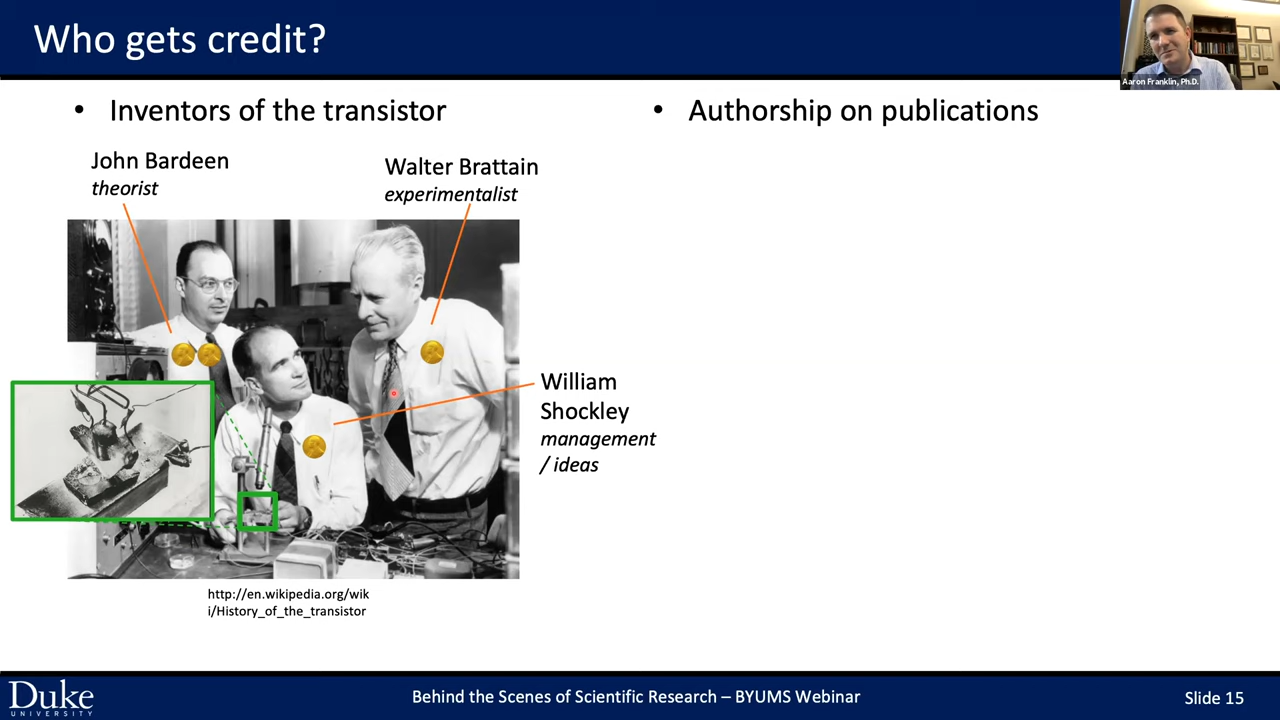 Who gets credit?
Aaron Franklin, Ph.D.
• Inventors of the transistor
John Bardeen
theorist
Walter Brattain
experimentalist
William
Shockley
management
/ ideas
http://en.wikipedia.org/wik
i/History_of_the_transistor
• Authorship on publications
Duke
UNIVERSITY
Behind the Scenes of Scientific Research – BYUMS Webinar
Slide 15